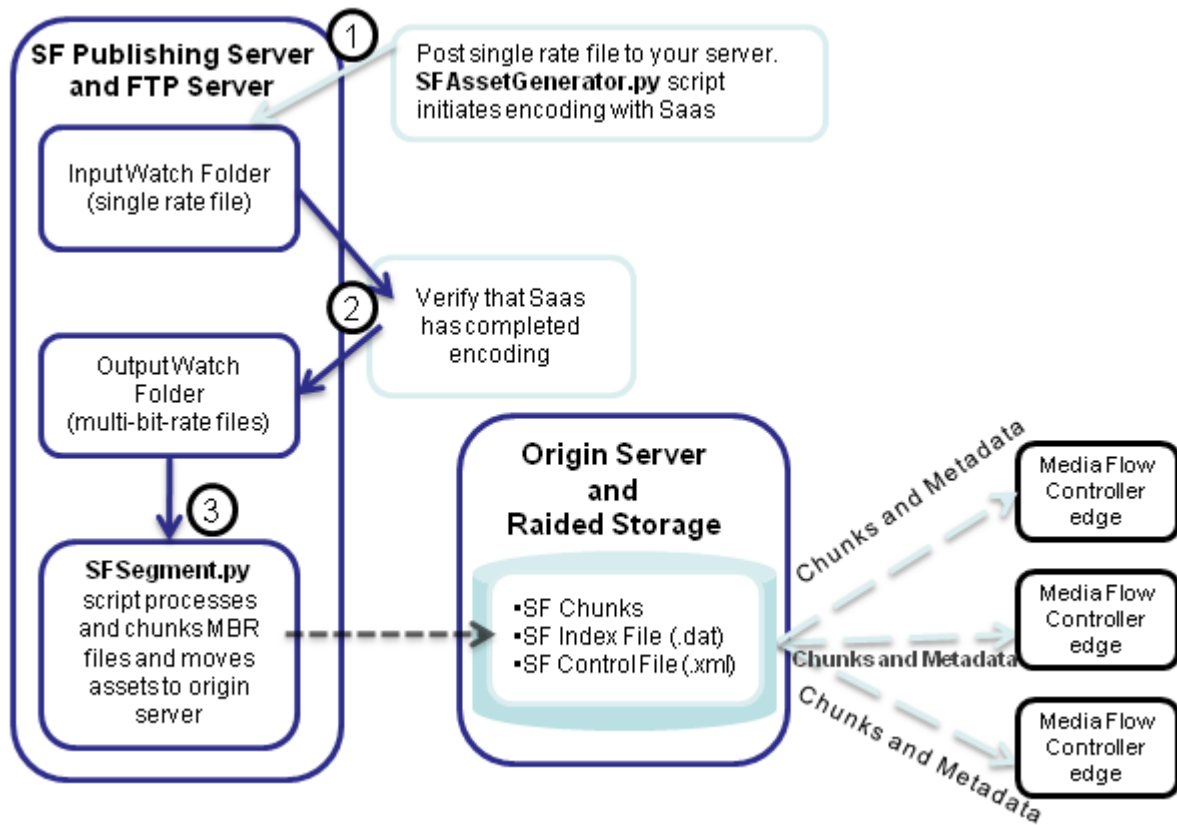 SF Publishing Server
and FTP Server
1
Post single rate file to your server.
SFAssetGenerator.py script
initiates encoding with Saas
Input Watch Folder
(single rate file)
2
Verify that Saas
has completed
encoding
Output Watch
Folder
(multi-bit-rate files)
3
SFSegment.py
script processes
and chunks MBR
files and moves
assets to origin
server
Origin Server
and
Raided Storage
▪SF Chunks
▪SF Index File (.dat)
▪SF Control File (.xml)
Chunks and Metadata
Chunks and Metadata
Chunks and Metadata
Media Flow
Controller
edge
Media Flow
Controller
edge
Media Flow
Controller
edge